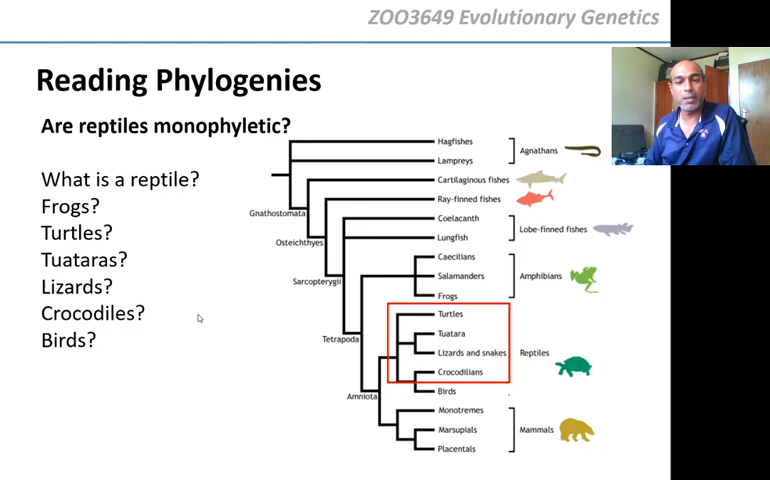 ZOO3649 Evolutionary Genetics
Reading Phylogenies
Are reptiles monophyletic?
What is a reptile?
Frogs?
Turtles?
Tuataras?
Lizards?
Crocodiles?
Birds?
Hagfishes
Lampreys
Agnathans
Cartilaginous fishes
Ray-finned fishes
Gnathostomata
Coelacanth
Lungfish
Lobe-finned fishes
Osteichthyes
Caecilians
Salamanders
Frogs
Amphibians
Sarcopterygii
Turtles
Tuatara
Lizards and snakes
Crocodilians
Reptiles
Tetrapoda
Birds
Amniota
Monotremes
Marsupials
Placentals
Mammals